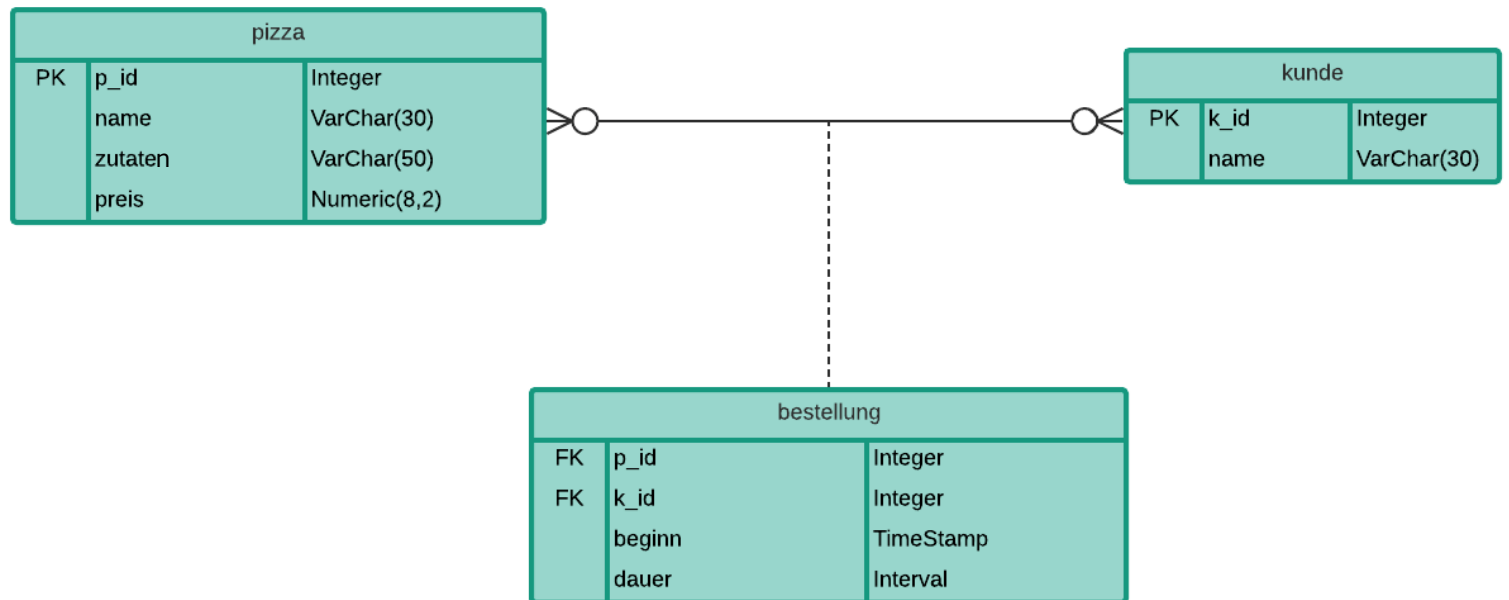 pizza
PK p_id Integer
name VarChar(30)
zutaten VarChar(50)
preis Numeric(8,2)
kunde
PK k_id Integer
name VarChar(30)
bestellung
FK p_id Integer
FK k_id Integer
beginn TimeStamp
dauer Interval